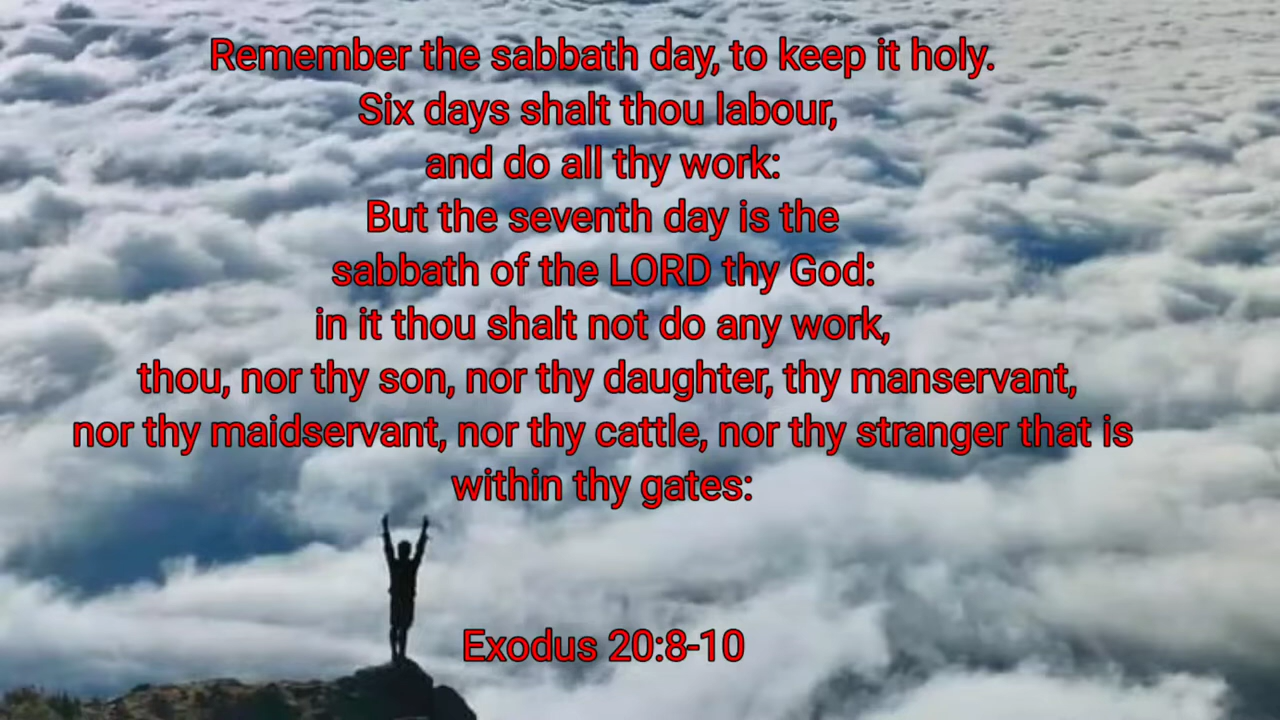 Remember the sabbath day, to keep it holy.
Six days shalt thou labour,
and do all thy work:
But the seventh day is the
sabbath of the LORD thy God:
in it thou shalt not do any work,
thou, nor thy son, nor thy daughter, thy manservant,
nor thy maidservant, nor thy cattle, nor thy stranger that is
within thy gates:
Exodus 20:8-10